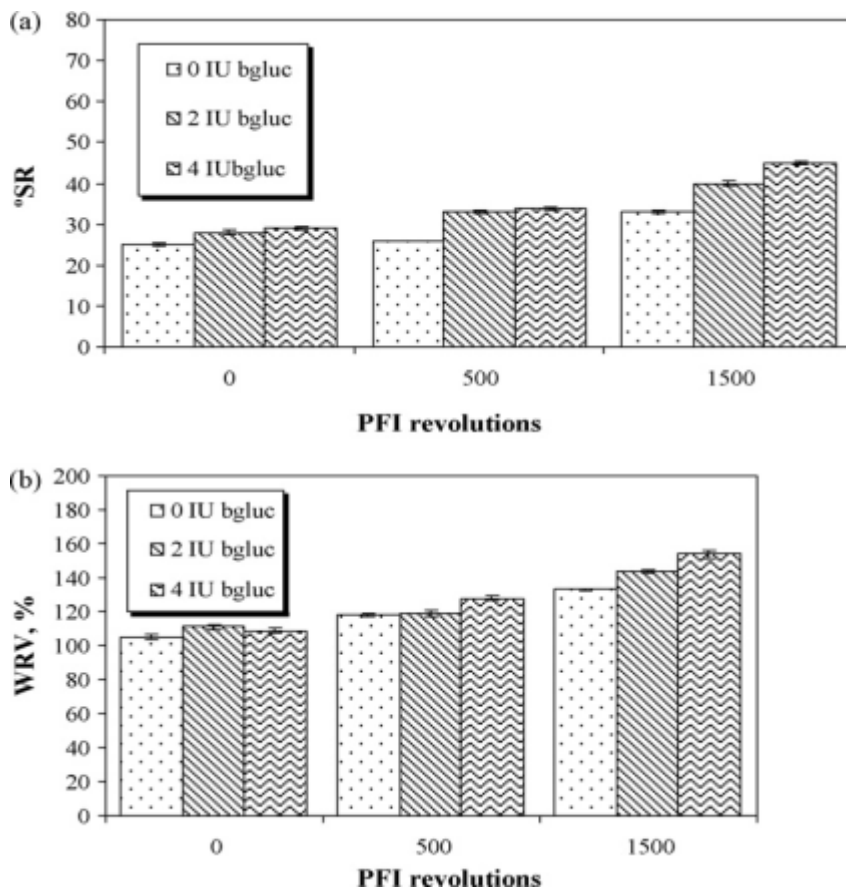 (a)
80
70
60
50
40
30
20
10
0
ºSR
0 IU bgluc
2 IU bgluc
4 IUbgluc
0 500 1500
PFI revolutions
(b)
200
180
160
140
120
100
80
60
40
20
0
WRV, %
0 IU bgluc
2 IU bgluc
4 IU bgluc
0 500 1500
PFI revolutions